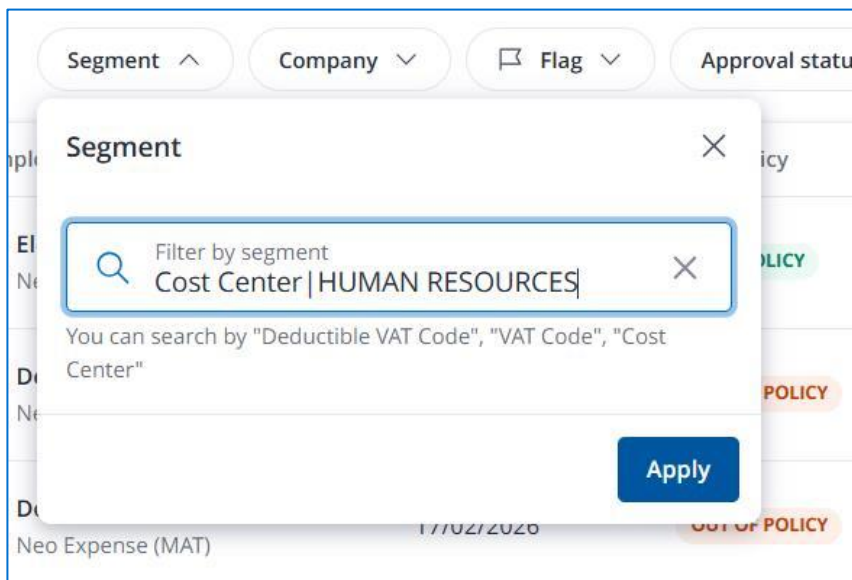 Segment Company Flag Approval statu
Segment
icy
Filter by segment
Cost Center|HUMAN RESOURCES
You can search by "Deductible VAT Code", "VAT Code", "Cost
Center"
POLICY
Apply
17/02/2026 OUT OF POLICY
Neo Expense (MAT)